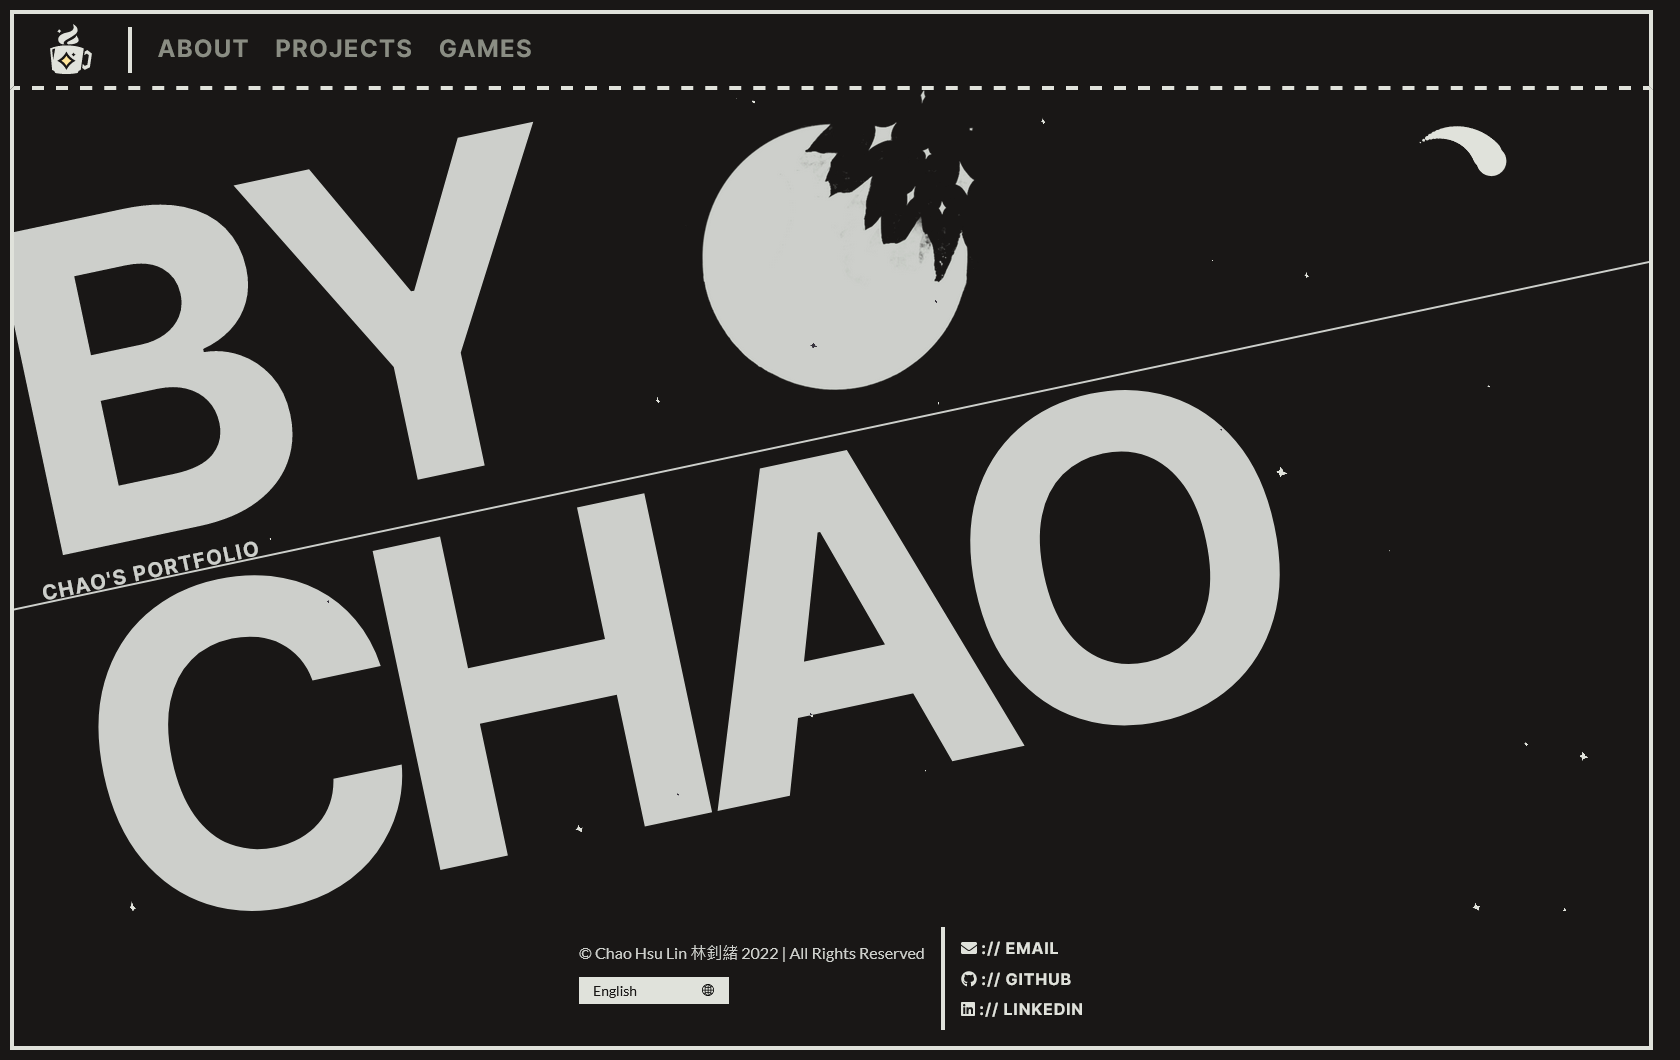 ABOUT PROJECTS GAMES
BY
CHAO'S PORTFOLIO
CHAO
© Chao Hsu Lin 林釗緒 2022 | All Rights Reserved
English
:// EMAIL
:// GITHUB
:// LINKEDIN